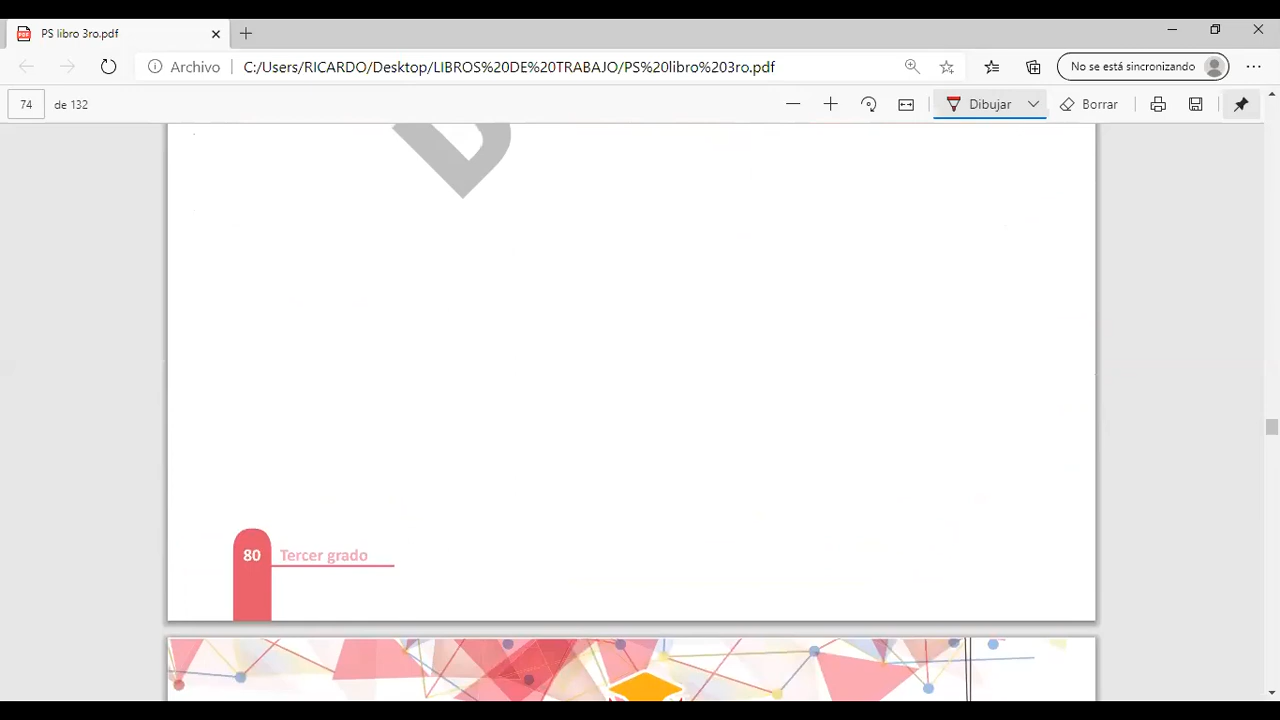 PS libro 3ro.pdf
Archivo C:/Users/RICARDO/Desktop/LIBROS%20DE%20TRABAJO/PS%20libro%203ro.pdf No se está sincronizando
74 de 132 Dibujar Borrar
80 Tercer grado